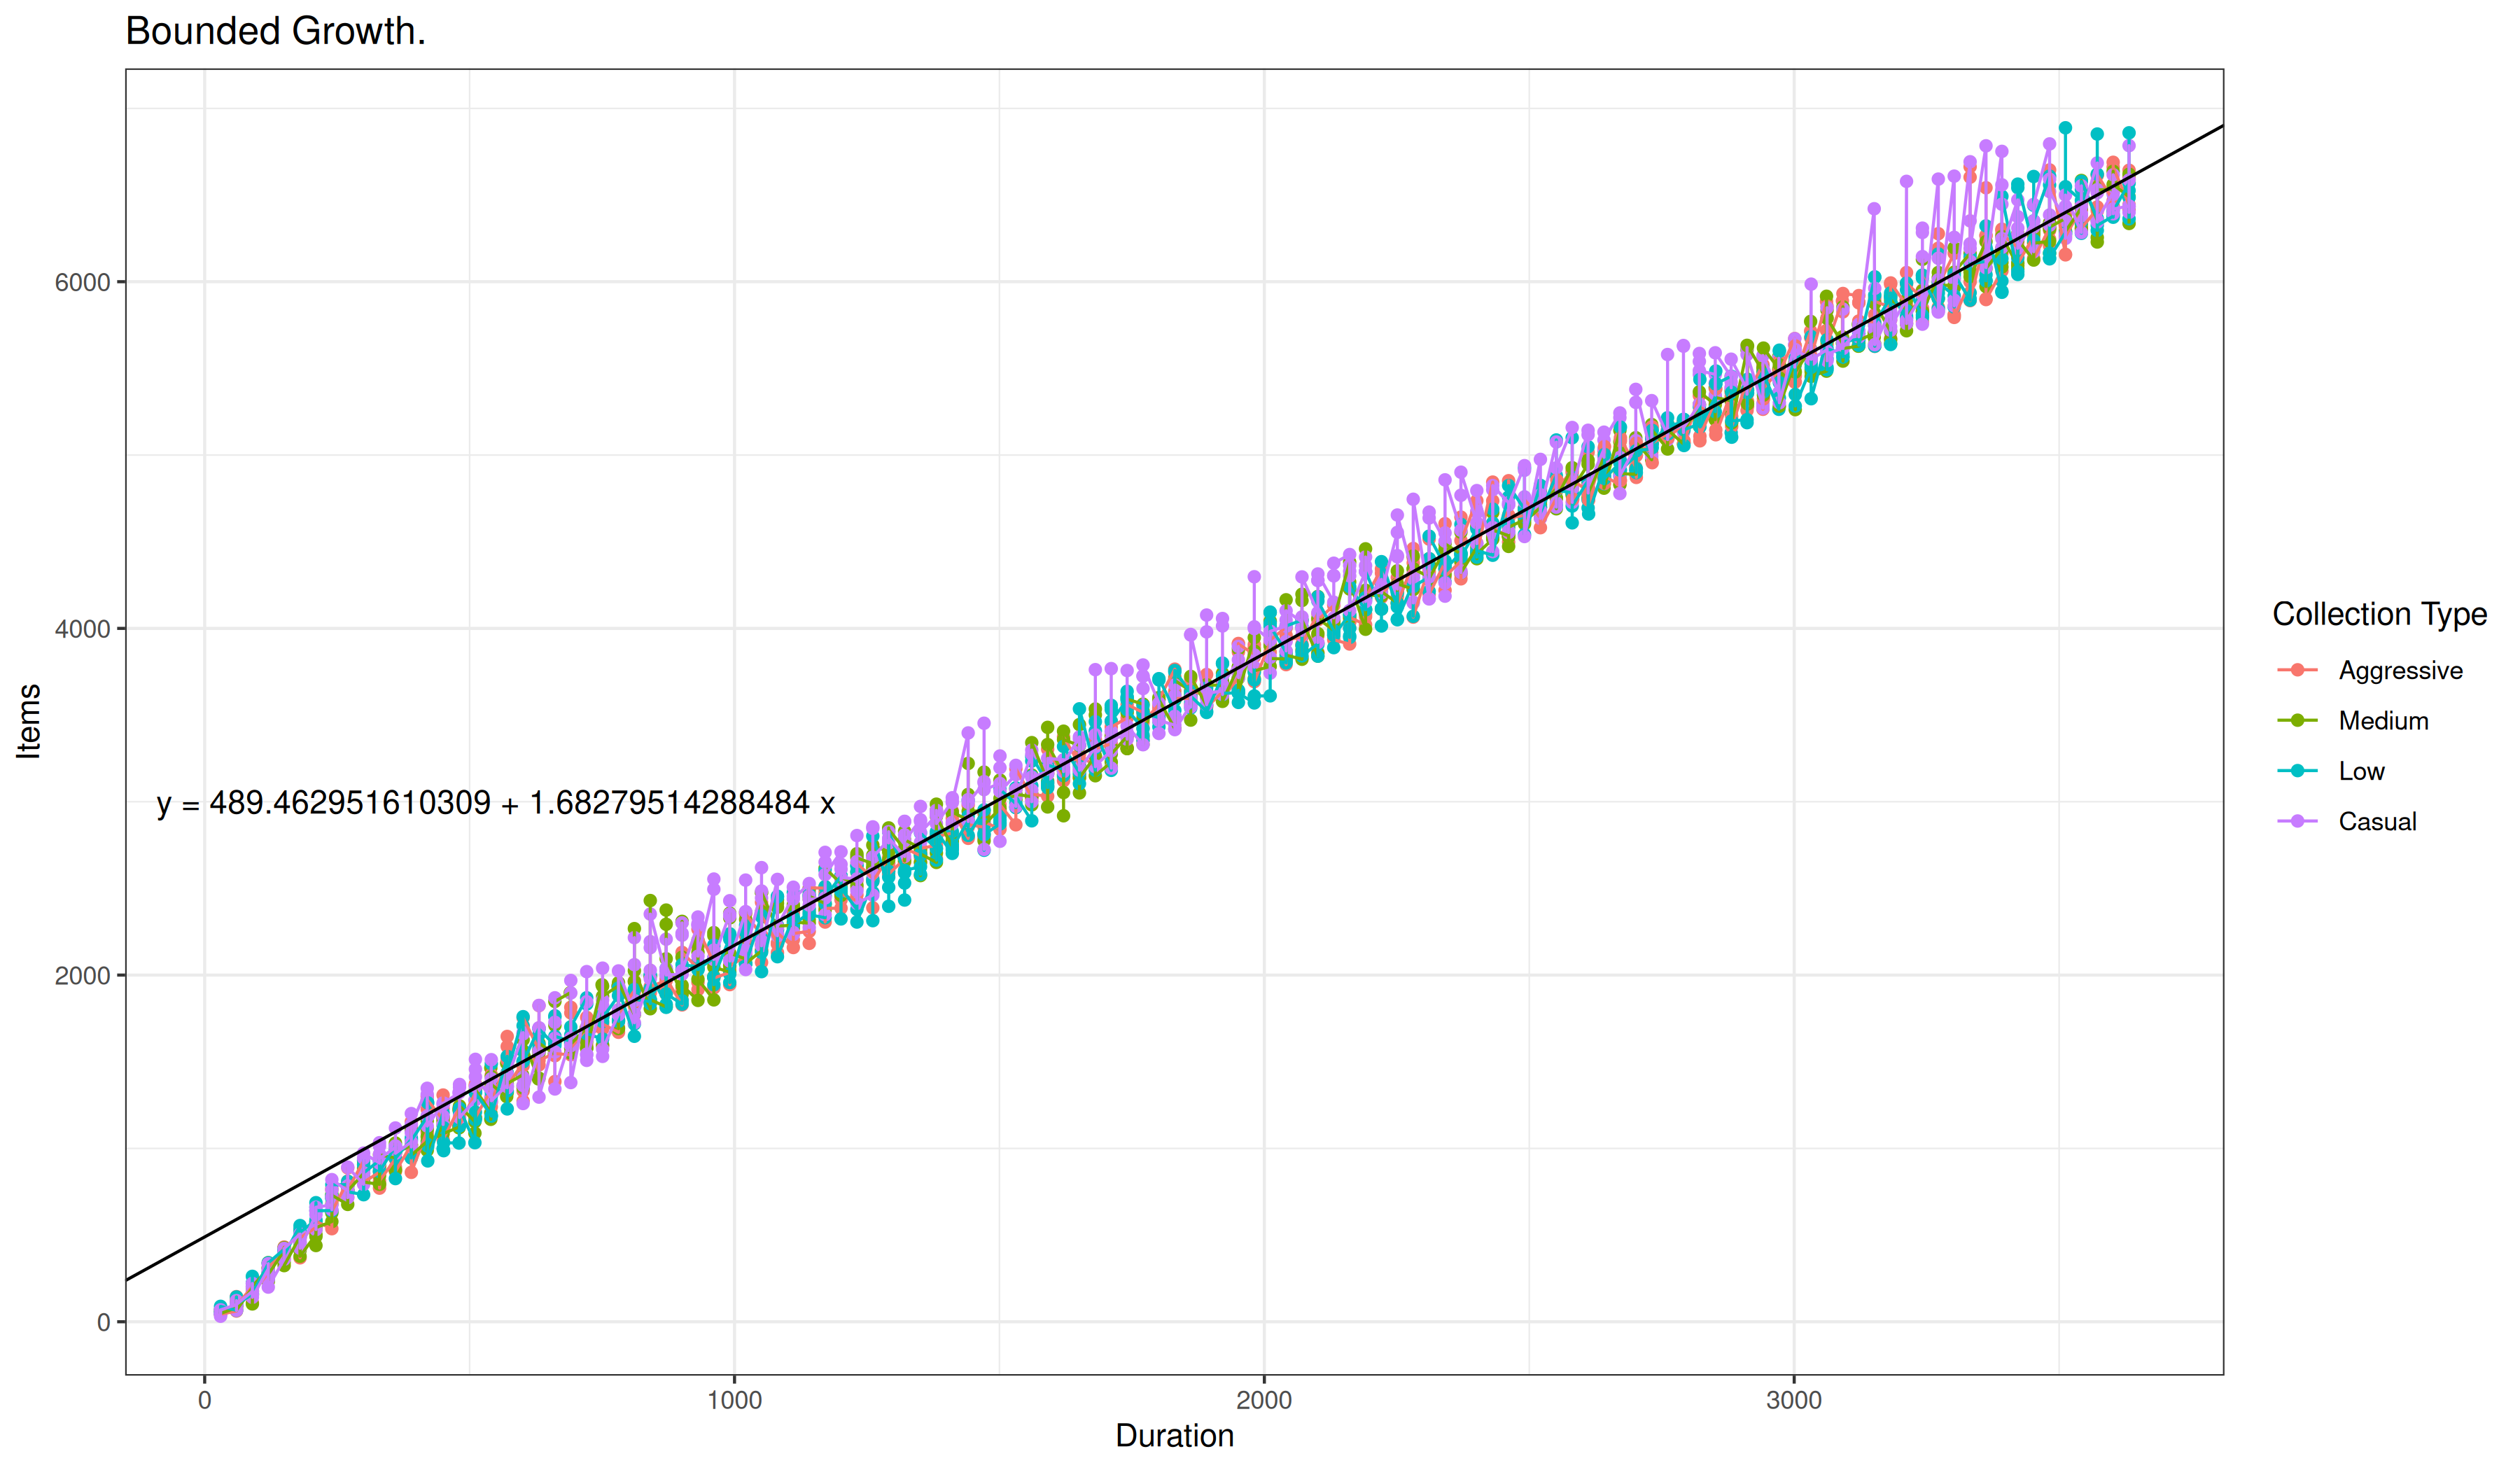 Bounded Growth.
Items
6000
4000
2000
0
y = 489.462951610309 + 1.68279514288484 x
0
1000
2000
3000
Duration
Collection Type
Aggressive
Medium
Low
Casual